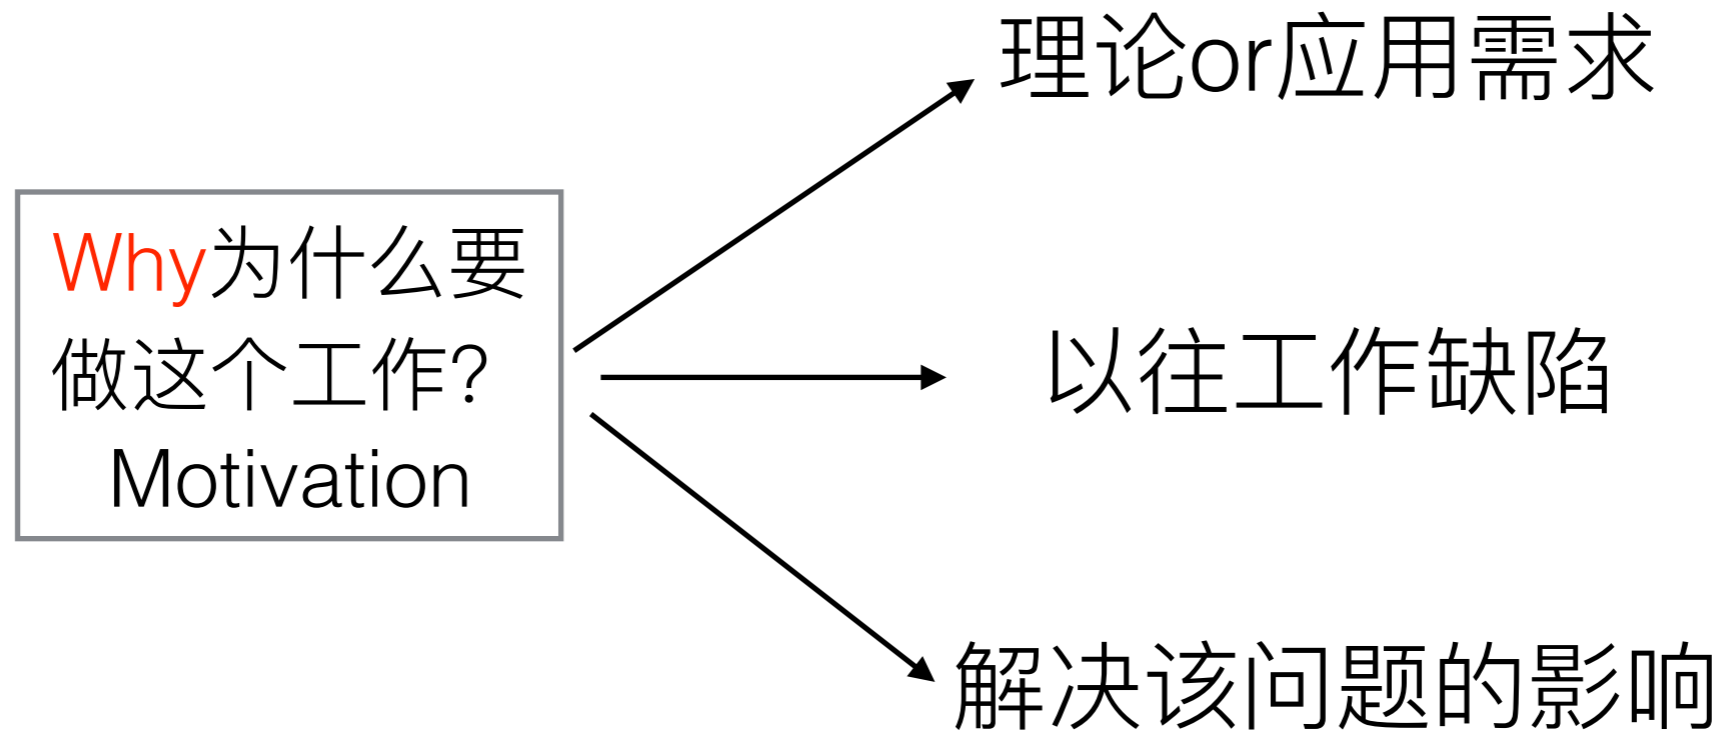 理论or应用需求
Why为什么要
做这个工作?
Motivation
以往工作缺陷
解决该问题的影响